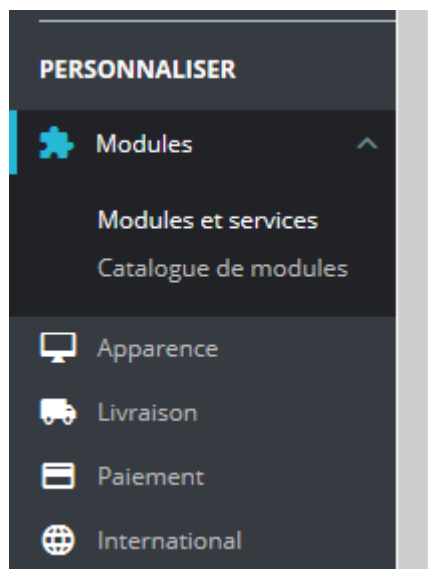 PERSONNALISER
Modules
Modules et services
Catalogue de modules
Apparence
Livraison
Paiement
International